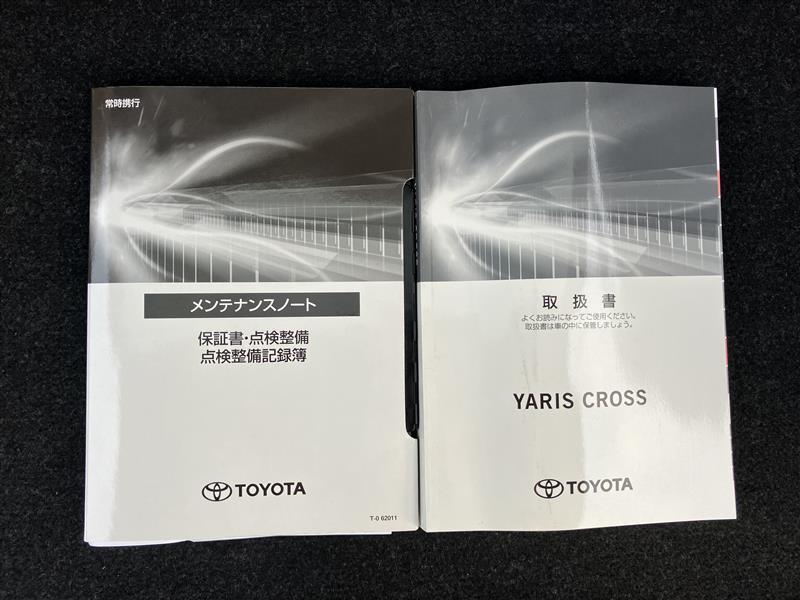 常時携行
メンテナンスノート
保証書・点検整備
点検整備記録簿
TOYOTA
T-0 62011
取扱書
よくお読みになってご使用ください。
取扱書は車の中に保管しましょう。
YARIS CROSS
TOYOTA